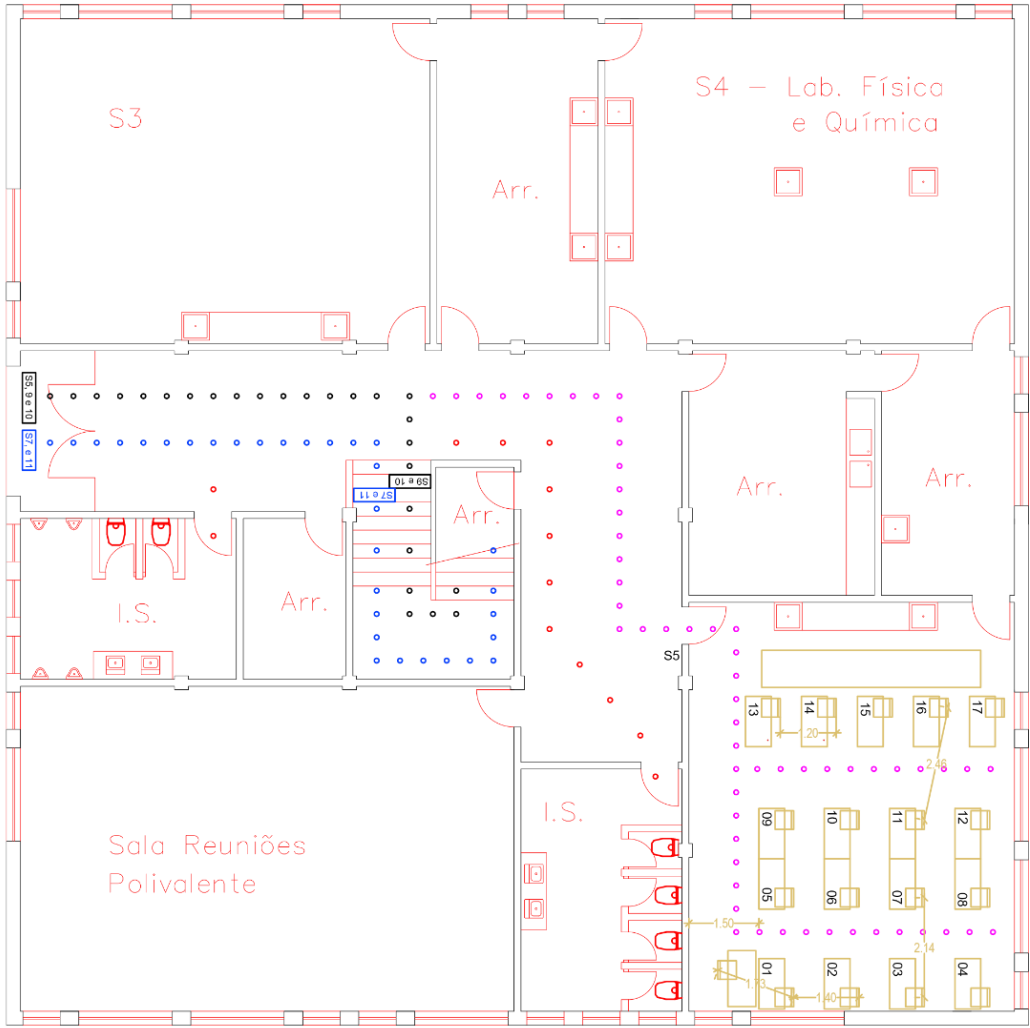 S3
S4 – Lab. Física
e Química
Arr.
S5, 9 e 10
S7, e 11
S9 e 10
S7 e 11
Arr.
Arr.
Arr.
I.S.
Arr.
S5
13
14
15
16
17
1.20
2.46
Sala Reuniões
Polivalente
I.S.
09
10
11
12
05
06
07
08
1.50
2.14
01
02
03
04
1.73
1.40